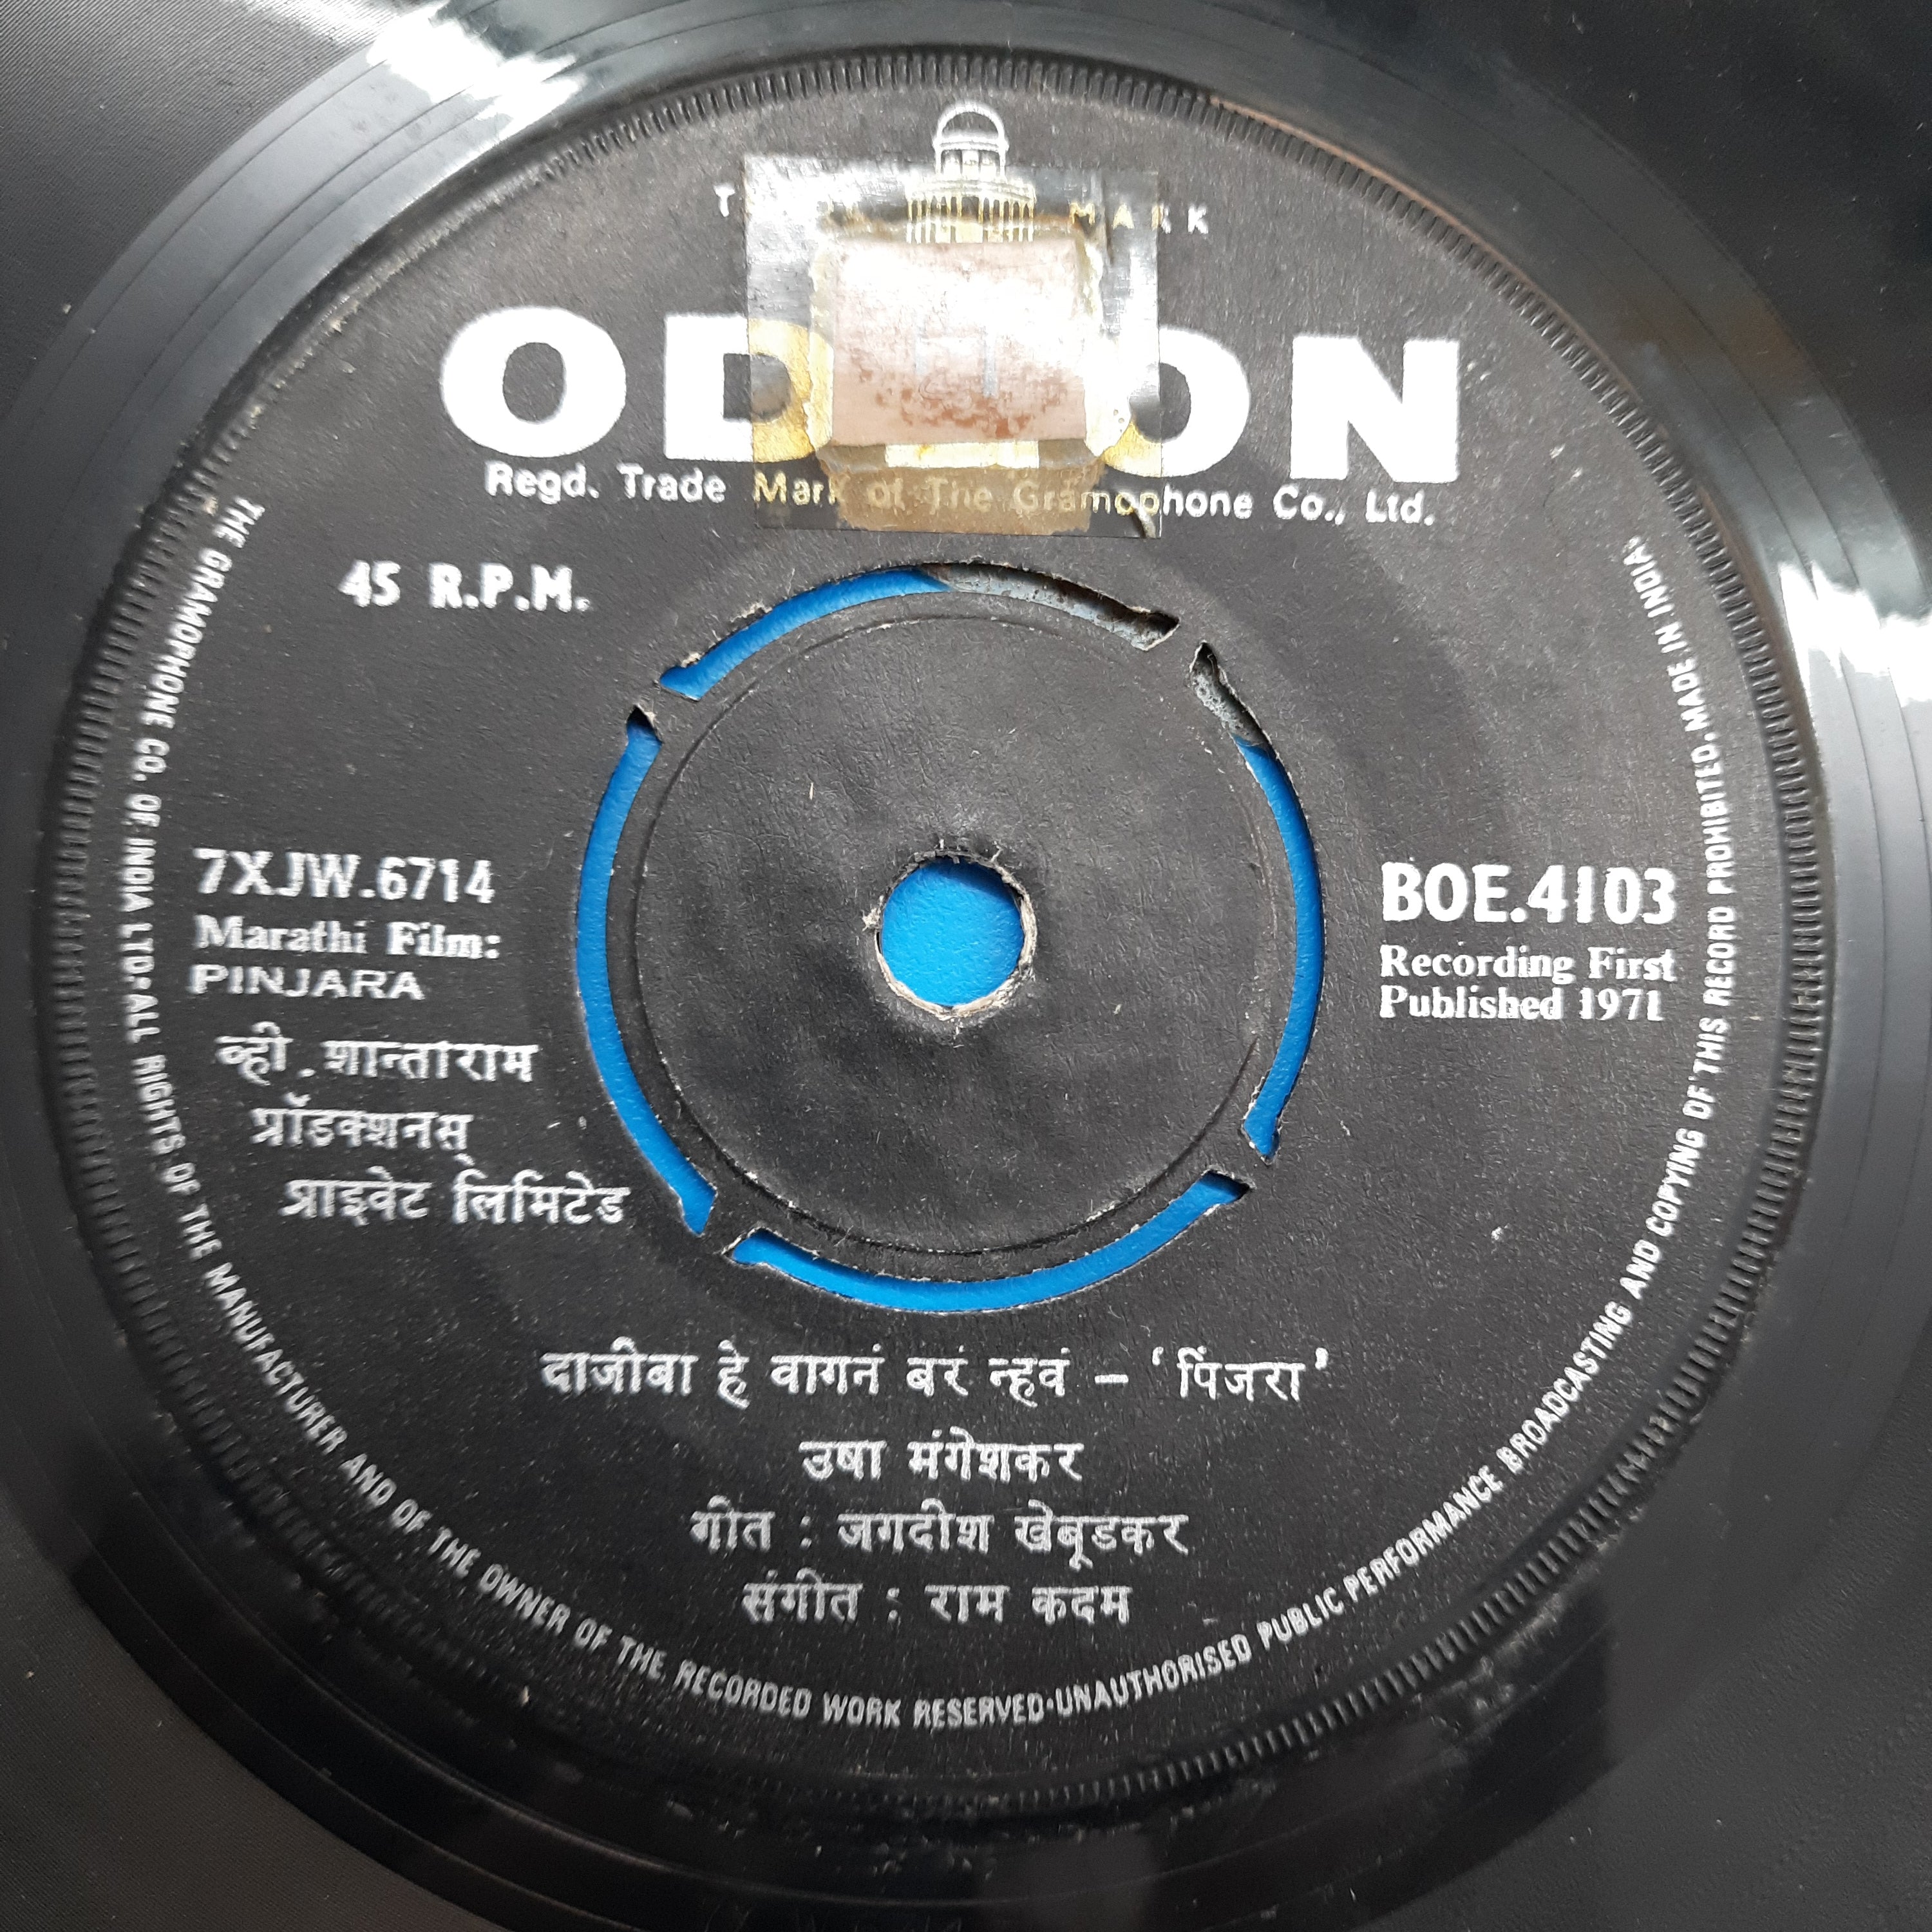 MARK
Regd. Trade Mark of The Gramophone Co., Ltd.
45 R.P.M.
7XJW.6714
Marathi Film:
PINJARA
व्ही. शान्ताराम
प्रॉडक्शनस्
प्राइवेट लिमिटेड
BOE.4103
Recording First
Published 1971
दाजीबा हे वागनं बरं न्हवं – ‘पिंजरा’
उषा मंगेशकर
गीत : जगदीश खेबूडकर
संगीत : राम कदम
THE GRAMOPHONE CO. OF INDIA LTD·ALL RIGHTS OF THE MANUFACTURER AND OF THE OWNER OF THE RECORDED WORK RESERVED·UNAUTHORISED PUBLIC PERFORMANCE BROADCASTING AND COPYING OF THIS RECORD PROHIBITED. MADE IN INDIA.